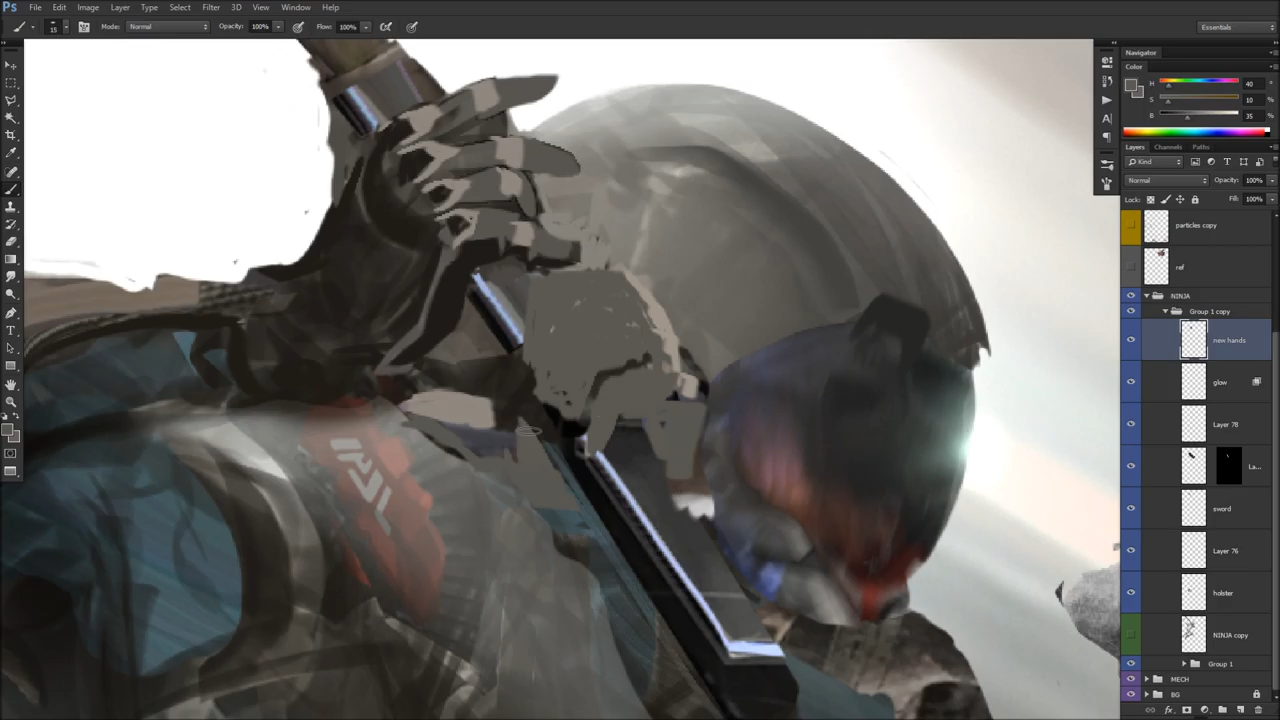 Ps File Edit Image Layer Type Select Filter 3D View Window Help
15 Mode: Normal Opacity: 100% Flow: 100% Essentials
Navigator
Color
H 40 °
S 10 %
B 35 %
Layers Channels Paths
Kind
Normal Opacity: 100%
Lock: Fill: 100%
particles copy
ref
NINJA
Group 1 copy
new hands
glow
Layer 78
La...
sword
Layer 76
holster
NINJA copy
Group 1
MECH
BG